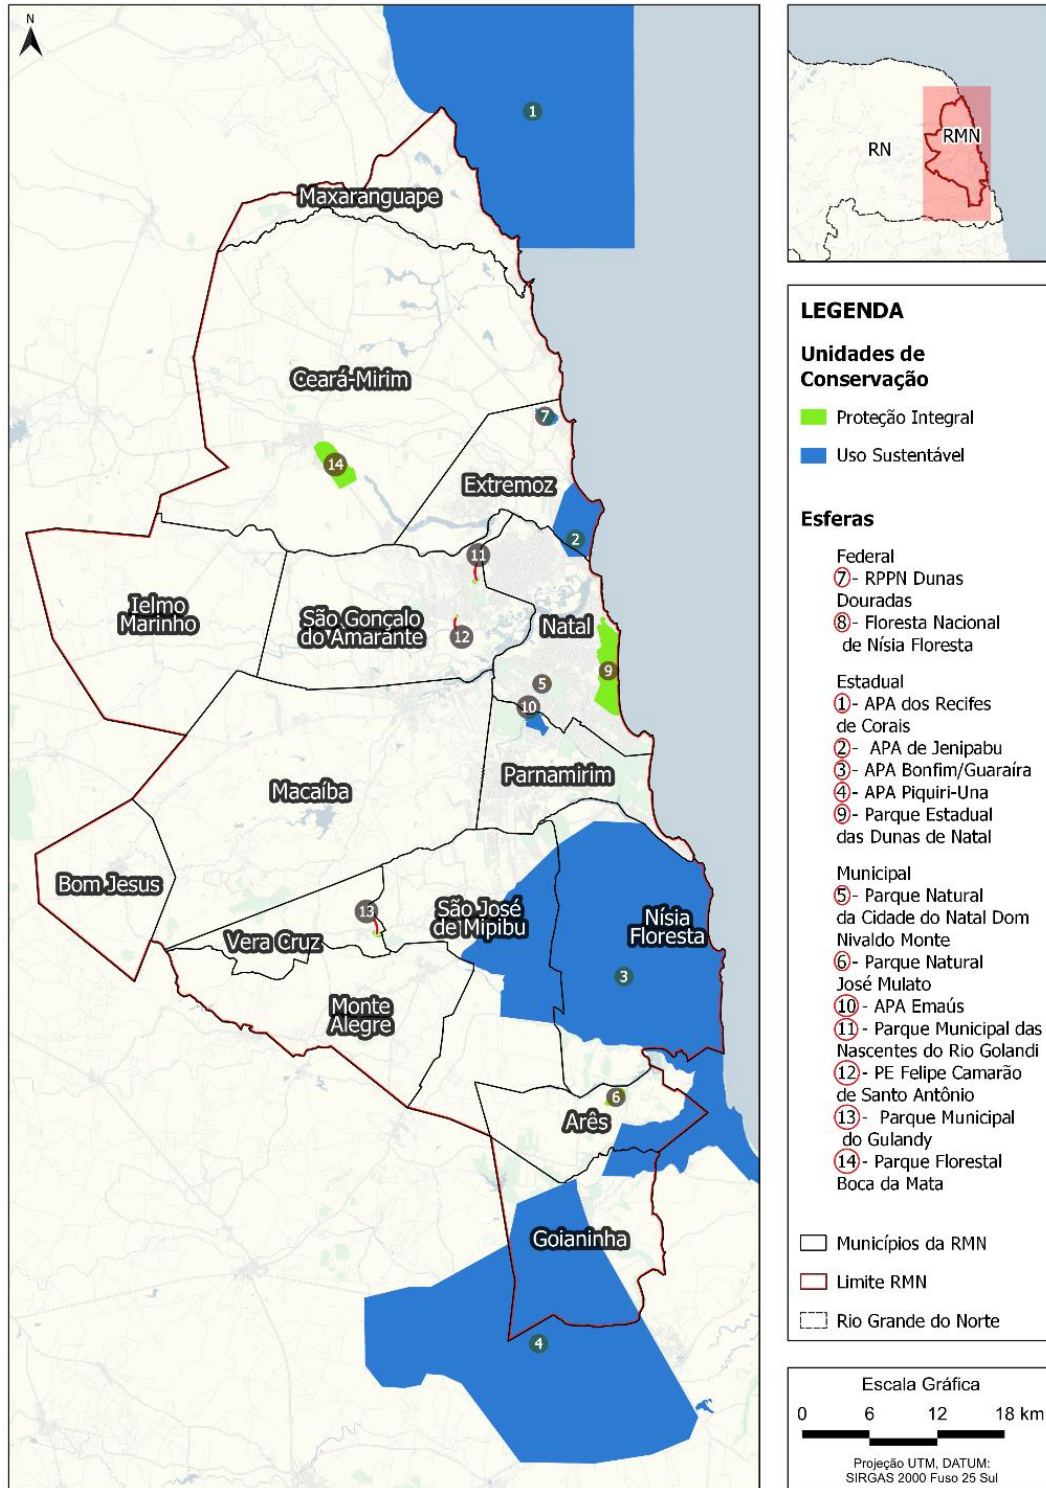 N
1
Maxaranguape
Ceará-Mirim
7
14
Extremoz
2
11
Ielmo
Marinho
São Gonçalo
do Amarante
12
Natal
9
5
10
Parnamirim
Macaíba
Bom Jesus
13
Vera Cruz
São José
de Mipibu
Nísia
Floresta
3
Monte
Alegre
6
Arês
Goianinha
4
RN
RMN
LEGENDA
Unidades de
Conservação
Proteção Integral
Uso Sustentável
Esferas
Federal
7- RPPN Dunas
Douradas
8- Floresta Nacional
de Nísia Floresta
Estadual
1- APA dos Recifes
de Corais
2- APA de Jenipabu
3- APA Bonfim/Guaraíra
4- APA Piquiri-Una
9- Parque Estadual
das Dunas de Natal
Municipal
5- Parque Natural
da Cidade do Natal Dom
Nivaldo Monte
6- Parque Natural
José Mulato
10- APA Emaús
11- Parque Municipal das
Nascentes do Rio Golandi
12- PE Felipe Camarão
de Santo Antônio
13- Parque Municipal
do Gulandy
14- Parque Florestal
Boca da Mata
Municípios da RMN
Limite RMN
Rio Grande do Norte
Escala Gráfica
0 6 12 18 km
Projeção UTM, DATUM:
SIRGAS 2000 Fuso 25 Sul